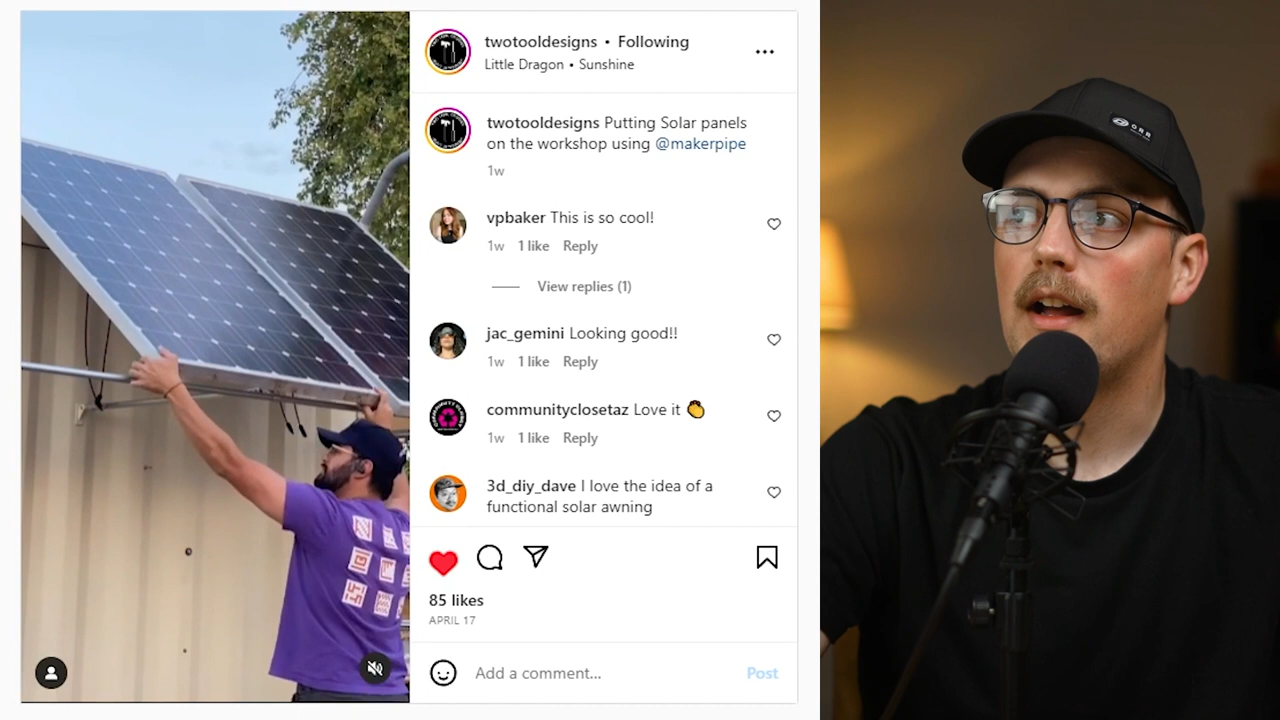 twotooldesigns • Following
Little Dragon • Sunshine
twotooldesigns Putting Solar panels
on the workshop using @makerpipe
1w
vpbaker This is so cool!
1w 1 like Reply
View replies (1)
jac_gemini Looking good!!
1w 1 like Reply
communityclosetaz Love it 👏
1w 1 like Reply
3d_diy_dave I love the idea of a
functional solar awning
85 likes
APRIL 17
Add a comment... Post
ORR